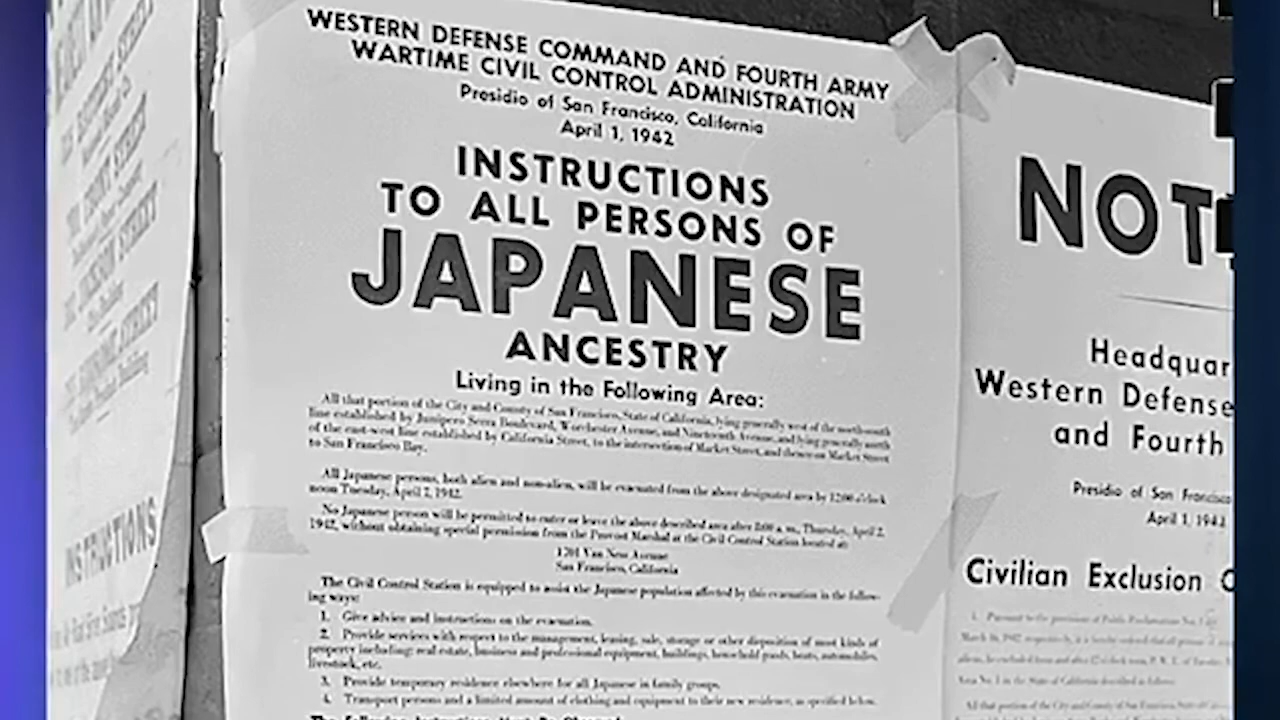 WESTERN DEFENSE COMMAND AND FOURTH ARMY
WARTIME CIVIL CONTROL ADMINISTRATION
Presidio of San Francisco, California
April 1, 1942
INSTRUCTIONS
TO ALL PERSONS OF
JAPANESE
ANCESTRY
Living in the Following Area:
All that portion of the City and County of San Francisco, State of California, lying generally west of the north-south
line established by Junipero Serra Boulevard, Worchester Avenue, and Nineteenth Avenue, and lying generally north
of the east-west line established by California Street, to the intersection of Market Street, and thence on Market Street
to San Francisco Bay.
All Japanese persons, both alien and non-alien, will be evacuated from the above designated area by 12:00 o'clock
noon Tuesday, April 7, 1942.
No Japanese person will be permitted to enter or leave the above described area after 8:00 a. m., Thursday, April 2,
1942, without obtaining special permission from the Provost Marshal at the Civil Control Station located at:
1701 Van Ness Avenue
San Francisco, California
The Civil Control Station is equipped to assist the Japanese population affected by this evacuation in the follow-
ing ways:
1. Give advice and instructions on the evacuation.
2. Provide services with respect to the management, leasing, sale, storage or other disposition of most kinds of
property including: real estate, business and professional equipment, buildings, household goods, boats, automobiles,
livestock, etc.
3. Provide temporary residence elsewhere for all Japanese in family groups.
4. Transport persons and a limited amount of clothing and equipment to their new residence, as specified below.
NOT
Headquar
Western Defense
and Fourth
Presidio of San Francisco
April 1, 1942
Civilian Exclusion O
INSTRUCTIONS